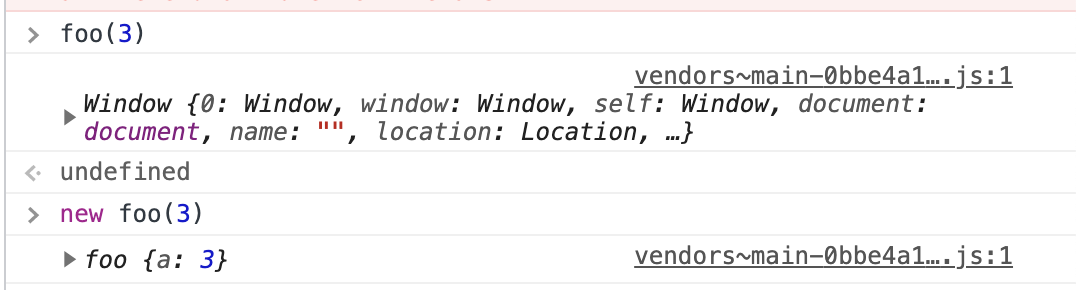 foo(3)
vendors~main-0bbe4a1….js:1
Window {0: Window, window: Window, self: Window, document:
document, name: "", location: Location, …}
undefined
new foo(3)
foo {a: 3}
vendors~main-0bbe4a1….js:1